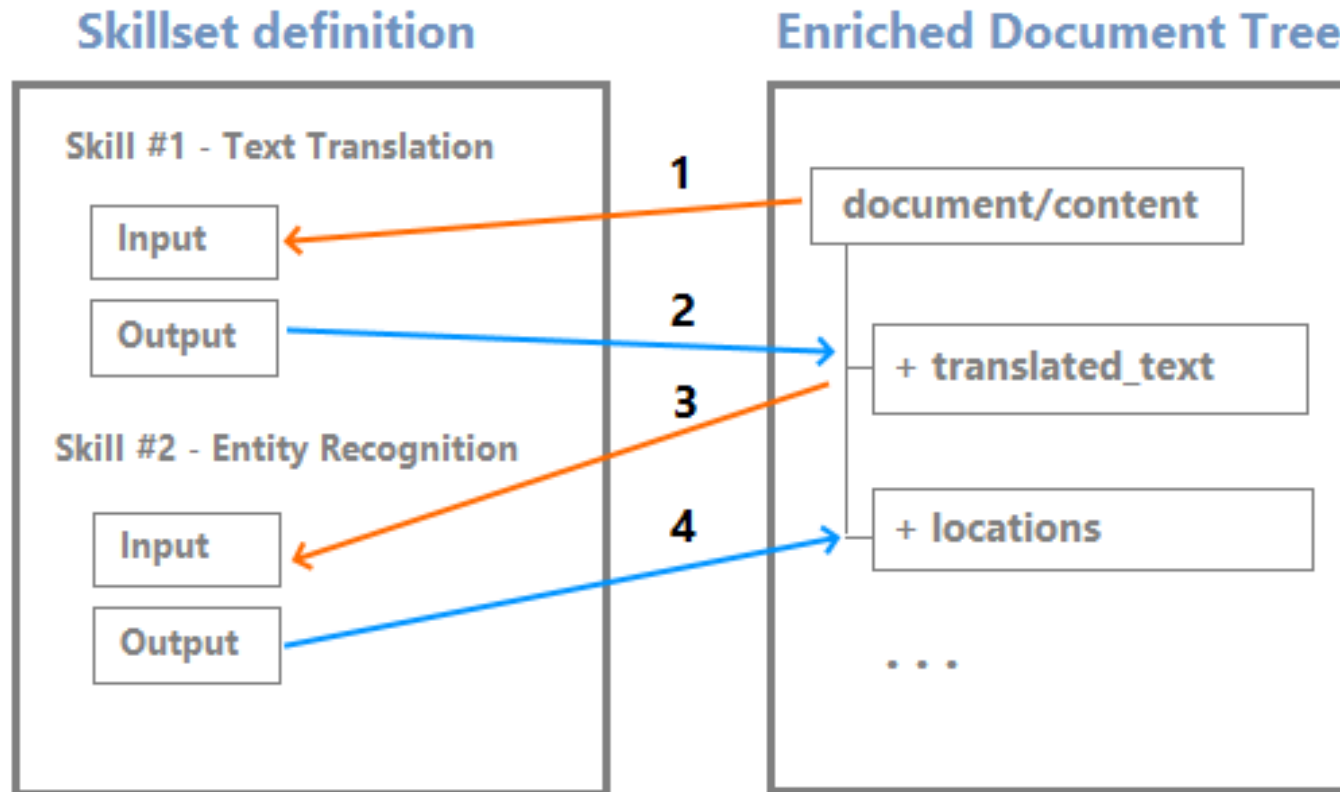 Skillset definition
Enriched Document Tree
Skill #1 - Text Translation
Input
Output
Skill #2 - Entity Recognition
Input
Output
1
2
3
4
document/content
+ translated_text
+ locations
. . .